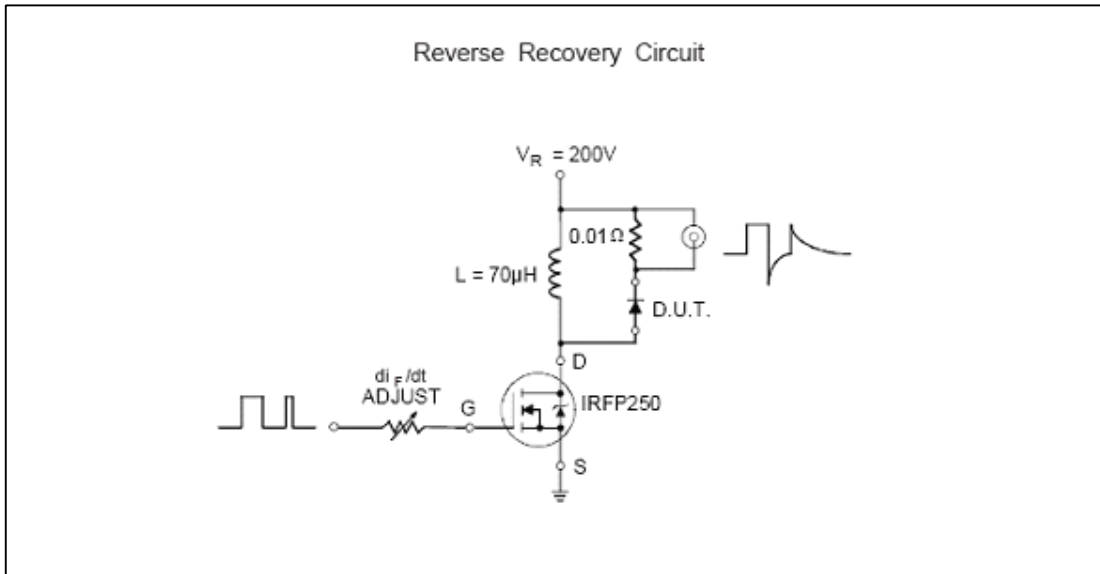 Reverse Recovery Circuit
V_R = 200V
0.01Ω
L = 70µH
D.U.T.
di_F/dt
ADJUST
D
G
IRFP250
S